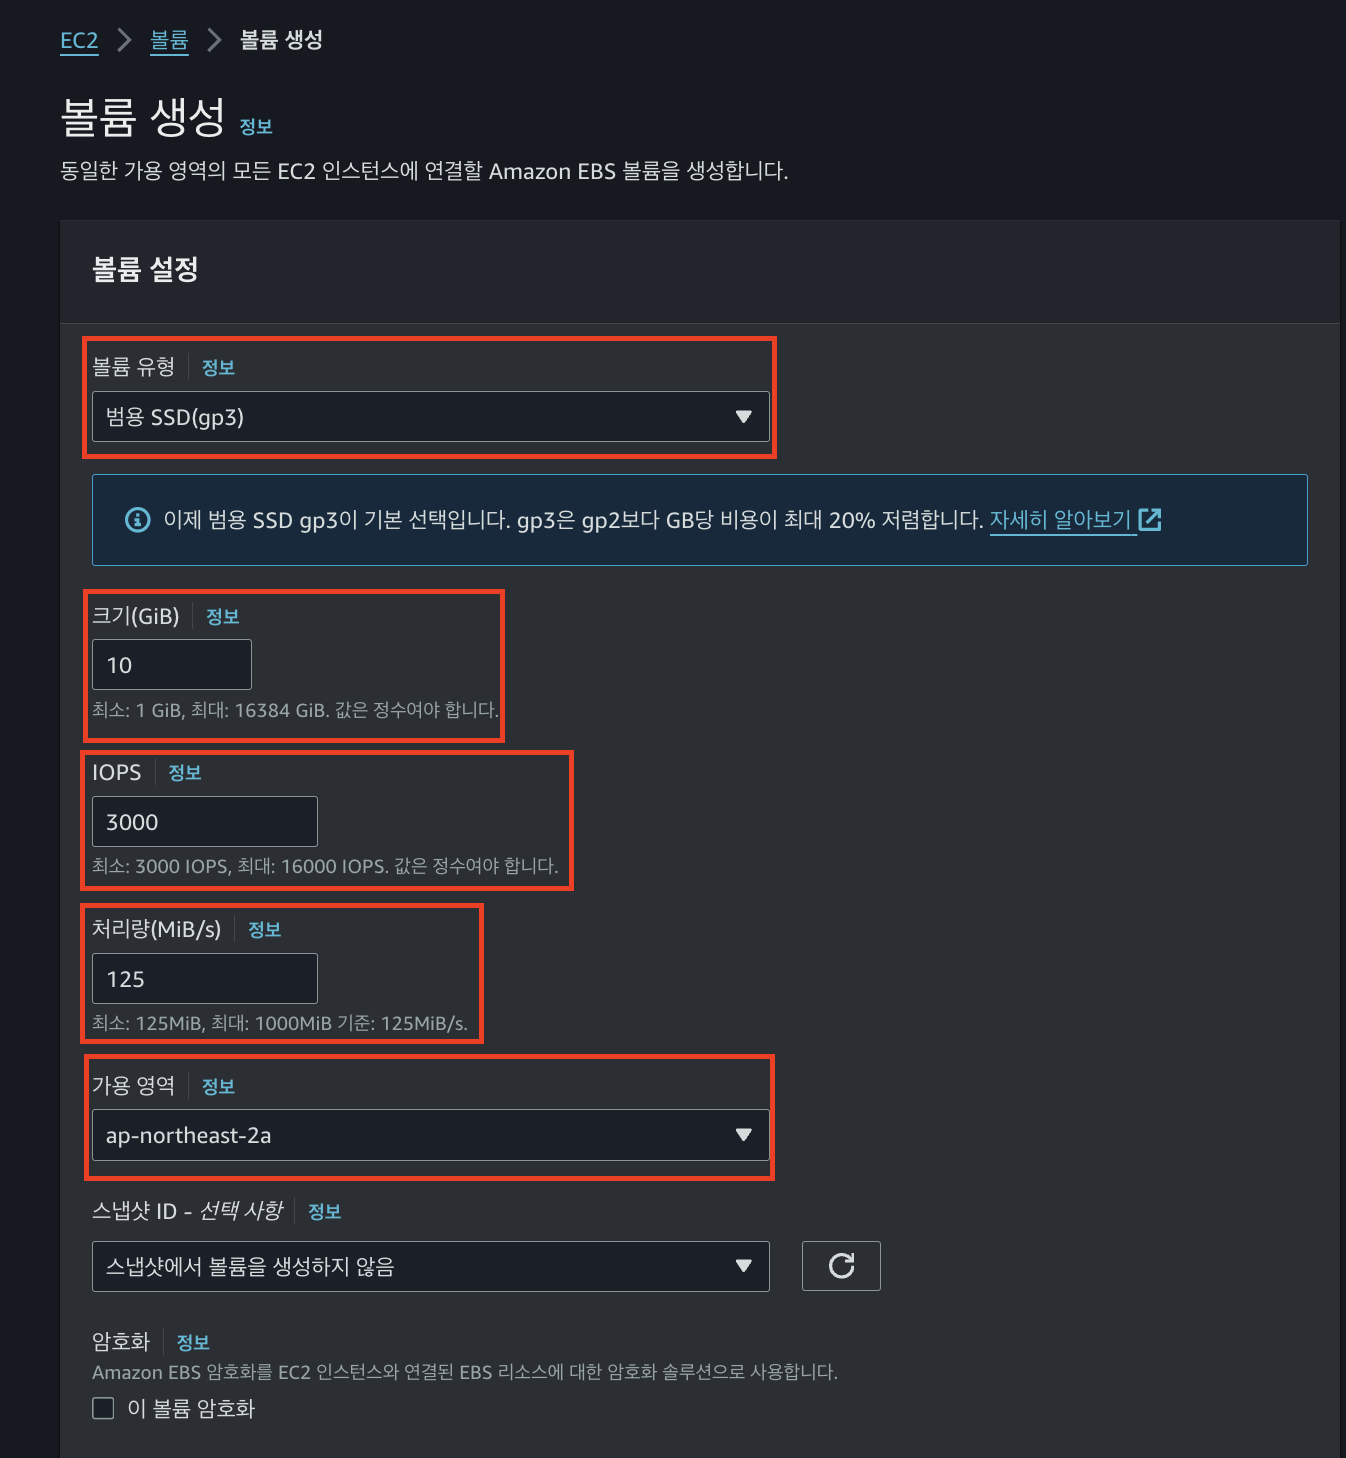 EC2 > 볼륨 > 볼륨 생성
볼륨 생성 정보
동일한 가용 영역의 모든 EC2 인스턴스에 연결할 Amazon EBS 볼륨을 생성합니다.
볼륨 설정
볼륨 유형 정보
범용 SSD(gp3)
이제 범용 SSD gp3이 기본 선택입니다. gp3은 gp2보다 GB당 비용이 최대 20% 저렴합니다. 자세히 알아보기
크기(GiB) 정보
10
최소: 1 GiB, 최대: 16384 GiB. 값은 정수여야 합니다.
IOPS 정보
3000
최소: 3000 IOPS, 최대: 16000 IOPS. 값은 정수여야 합니다.
처리량(MiB/s) 정보
125
최소: 125MiB, 최대: 1000MiB 기준: 125MiB/s.
가용 영역 정보
ap-northeast-2a
스냅샷 ID - 선택 사항 정보
스냅샷에서 볼륨을 생성하지 않음
암호화 정보
Amazon EBS 암호화를 EC2 인스턴스와 연결된 EBS 리소스에 대한 암호화 솔루션으로 사용합니다.
이 볼륨 암호화